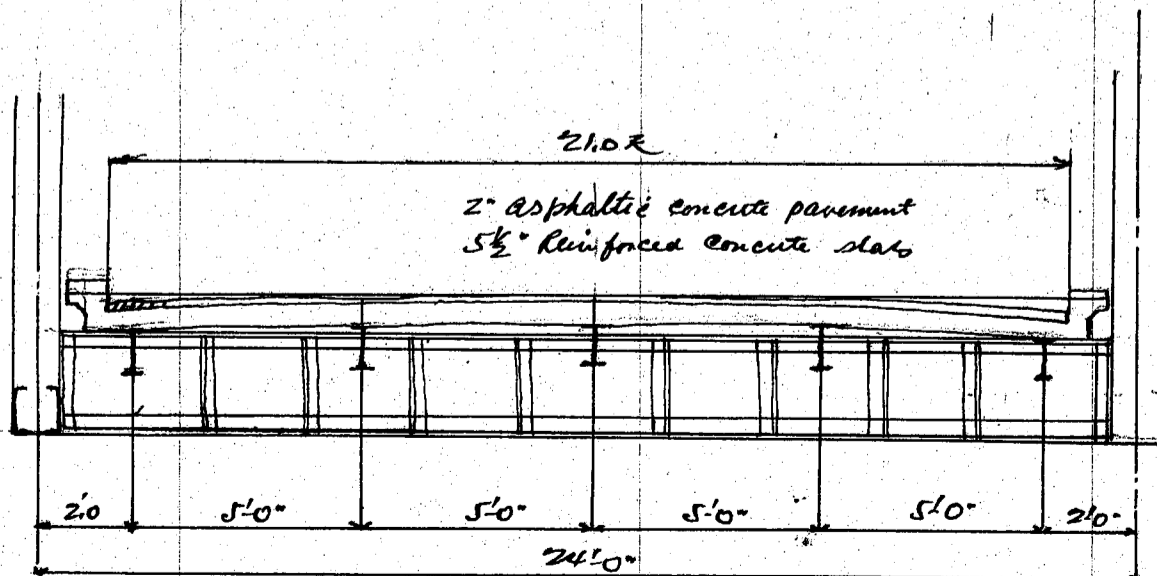 21.0 R
2" asphaltic concrete pavement
5½" Reinforced concrete slab
2'.0 5'-0" 5'-0" 5'-0" 5'-0" 2'-0"
24'-0"